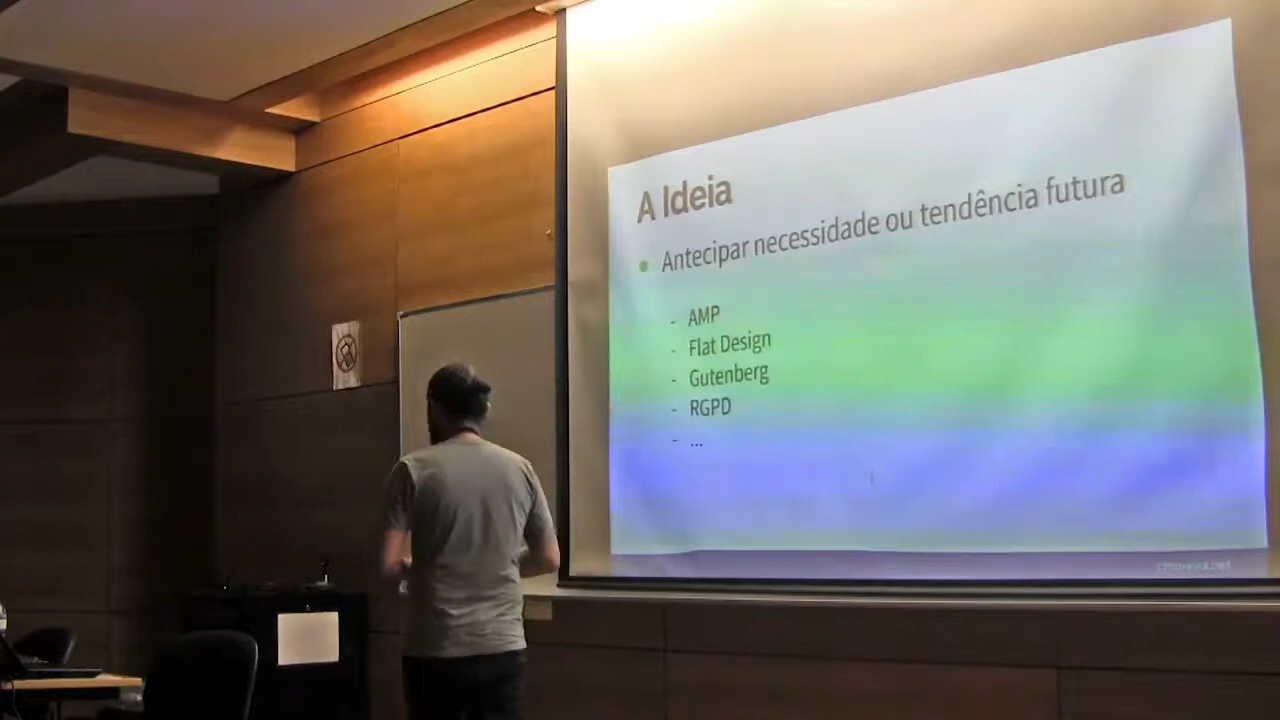 A Ideia
• Antecipar necessidade ou tendência futura
- AMP
- Flat Design
- Gutenberg
- RGPD
- ...